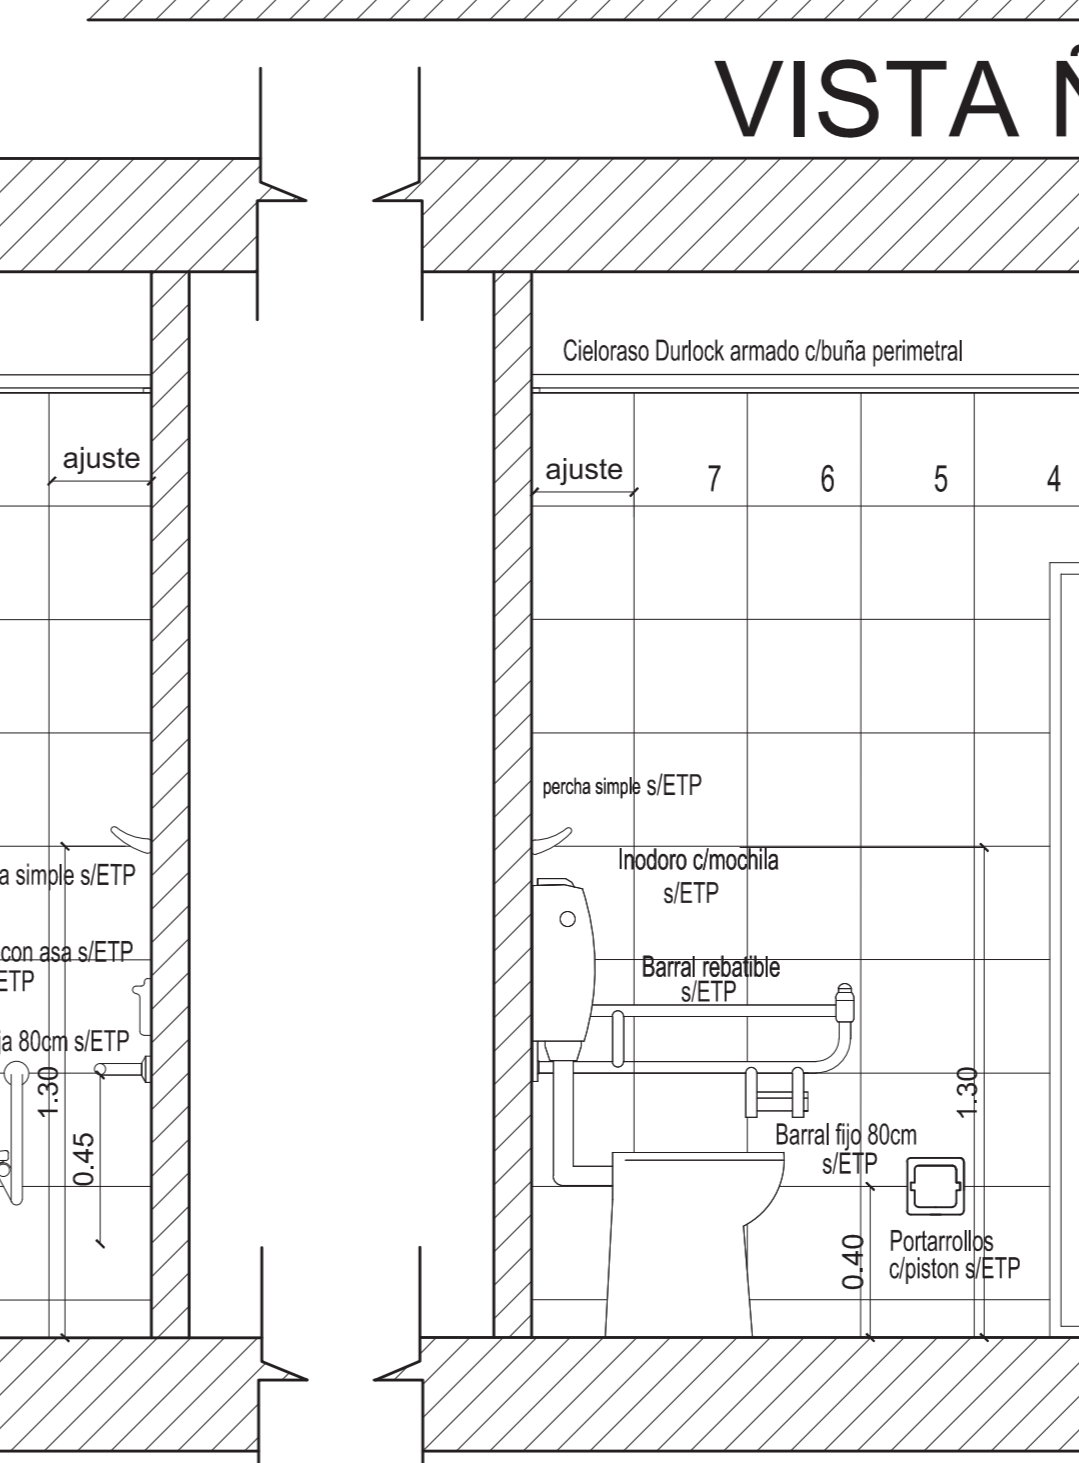 VISTA Ñ
Cieloraso Durlock armado c/buña perimetral
ajuste
ajuste
7
6
5
4
percha simple s/ETP
Inodoro c/mochila
s/ETP
a simple s/ETP
con asa s/ETP
ETP
Barral rebatible
s/ETP
ja 80cm s/ETP
1.30
0.45
1.30
Barral fijo 80cm
s/ETP
0.40
Portarrollos
c/piston s/ETP